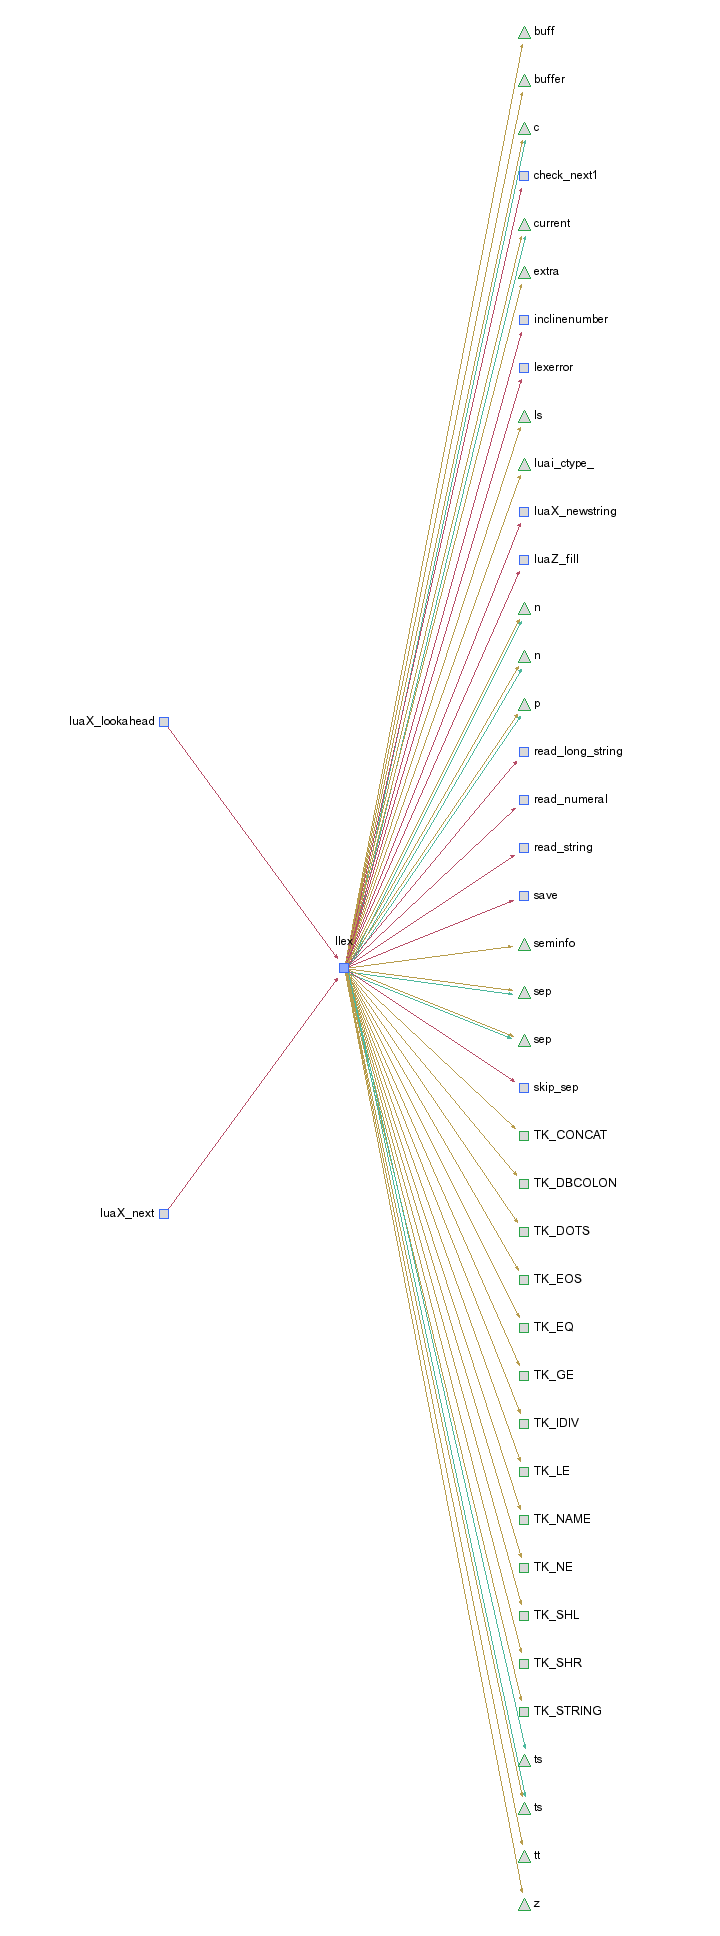 buff
buffer
c
check_next1
current
extra
inclinenumber
lexerror
ls
luai_ctype_
luaX_newstring
luaZ_fill
n
n
p
luaX_lookahead
read_long_string
read_numeral
read_string
save
llex
seminfo
sep
sep
skip_sep
TK_CONCAT
TK_DBCOLON
luaX_next
TK_DOTS
TK_EOS
TK_EQ
TK_GE
TK_IDIV
TK_LE
TK_NAME
TK_NE
TK_SHL
TK_SHR
TK_STRING
ts
ts
tt
z